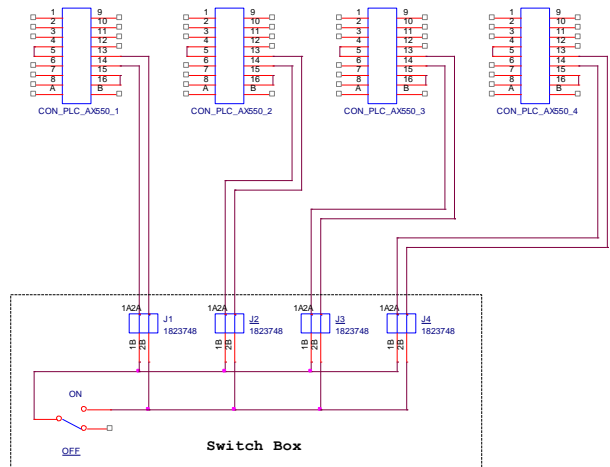 1 9
2 10
3 11
4 12
5 13
6 14
7 15
8 16
A B
CON_PLC_AX550_1
1 9
2 10
3 11
4 12
5 13
6 14
7 15
8 16
A B
CON_PLC_AX550_2
1 9
2 10
3 11
4 12
5 13
6 14
7 15
8 16
A B
CON_PLC_AX550_3
1 9
2 10
3 11
4 12
5 13
6 14
7 15
8 16
A B
CON_PLC_AX550_4
1A2A
J1
1823748
1B 2B
1A2A
J2
1823748
1B 2B
1A2A
J3
1823748
1B 2B
1A2A
J4
1823748
1B 2B
ON
OFF
Switch Box